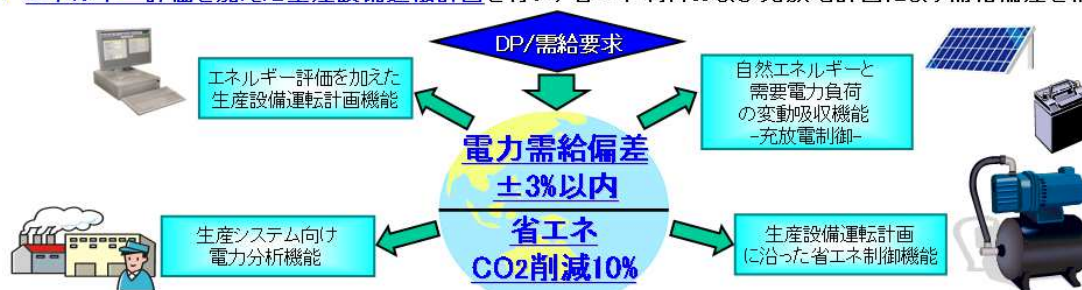 DP/需給要求
エネルギー評価を加えた
生産設備運転計画機能
自然エネルギーと
需要電力負荷
の変動吸収機能
-充放電制御-
電力需給偏差
±3%以内
省エネ
CO2削減10%
生産システム向け
電力分析機能
生産設備運転計画
に沿った省エネ制御機能